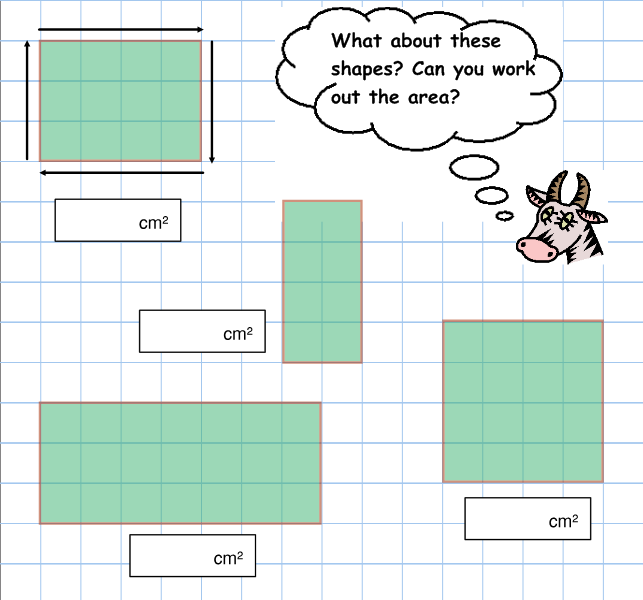 What about these
shapes? Can you work
out the area?
cm²
cm²
cm²
cm²